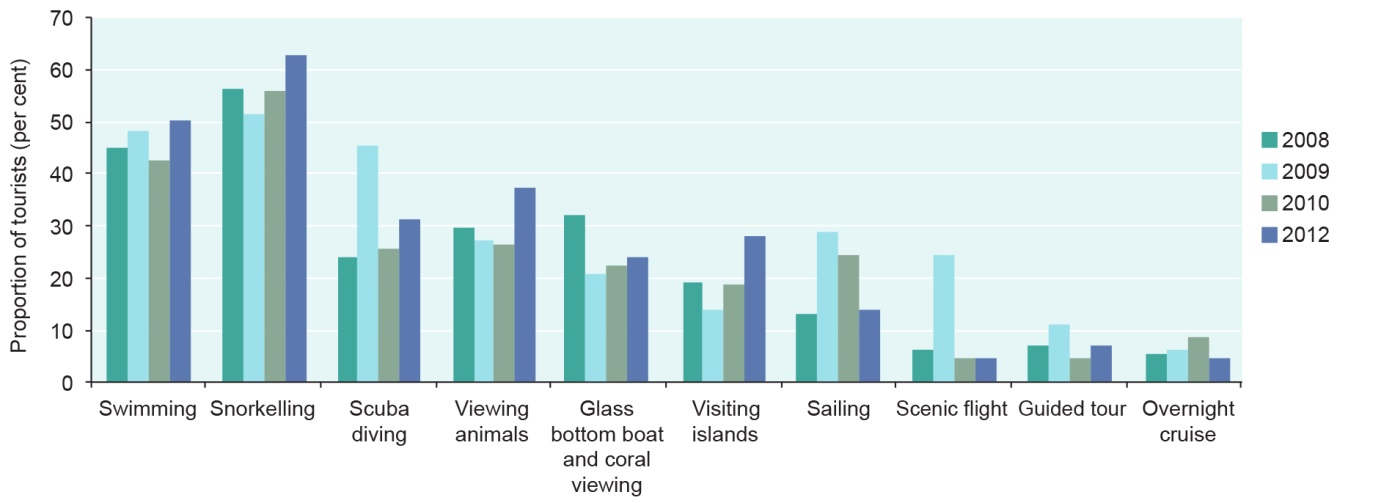 Proportion of tourists (per cent)
70
60
50
40
30
20
10
0
Swimming
Snorkelling
Scuba
diving
Viewing
animals
Glass
bottom boat
and coral
viewing
Visiting
islands
Sailing
Scenic flight
Guided tour
Overnight
cruise
2008
2009
2010
2012